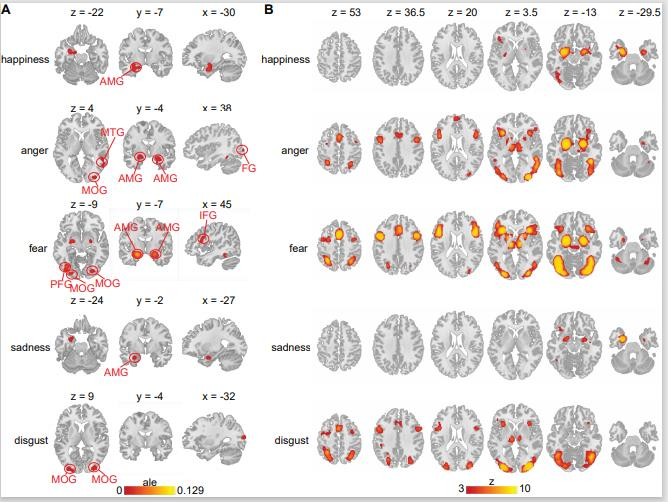 A
B
z = -22 y = -7 x = -30
z = 53 z = 36.5 z = 20 z = 3.5 z = -13 z = -29.5
happiness
AMG
happiness
z = 4 y = -4 x = 38
MTG
anger
AMG AMG
FG
MOG
anger
z = -9 y = -7 x = 45
IFG
AMG AMG
fear
PFG MOG MOG
fear
z = -24 y = -2 x = -27
sadness
AMG
sadness
z = 9 y = -4 x = -32
disgust
MOG MOG
disgust
ale
0 0.129
z
3 10